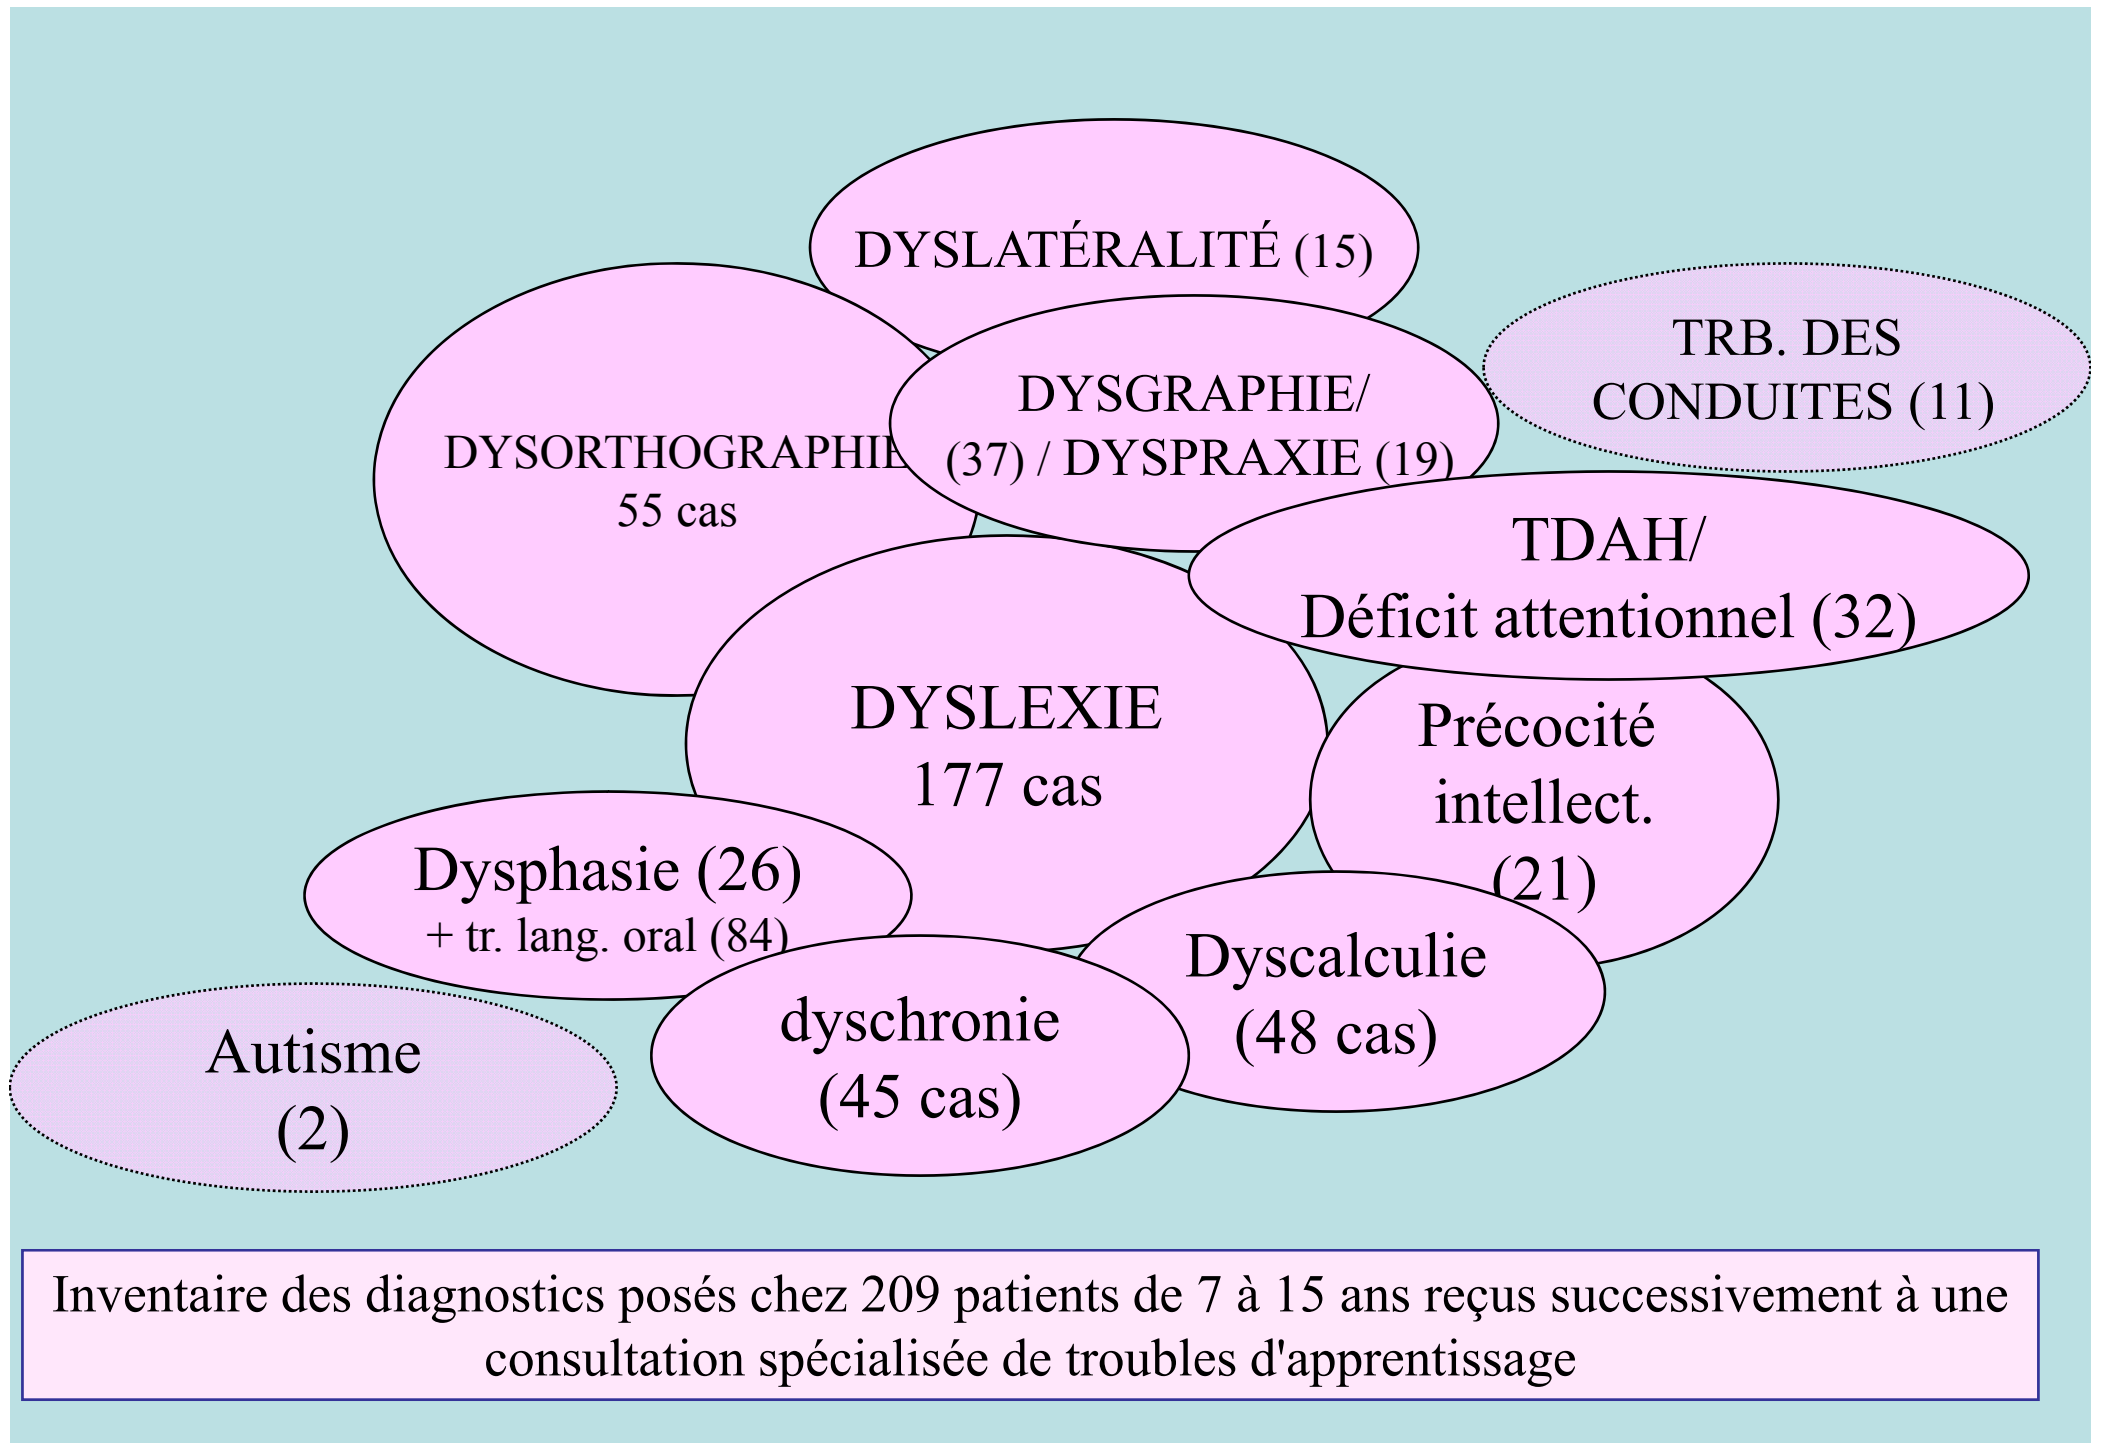 DYSLATÉRALITÉ (15)
TRB. DES
CONDUITES (11)
DYSGRAPHIE/
(37) / DYSPRAXIE (19)
DYSORTHOGRAPHIE
55 cas
TDAH/
Déficit attentionnel (32)
DYSLEXIE
177 cas
Précocité
intellect.
(21)
Dysphasie (26)
+ tr. lang. oral (84)
Dyscalculie
(48 cas)
dyschronie
(45 cas)
Autisme
(2)
Inventaire des diagnostics posés chez 209 patients de 7 à 15 ans reçus successivement à une
consultation spécialisée de troubles d'apprentissage